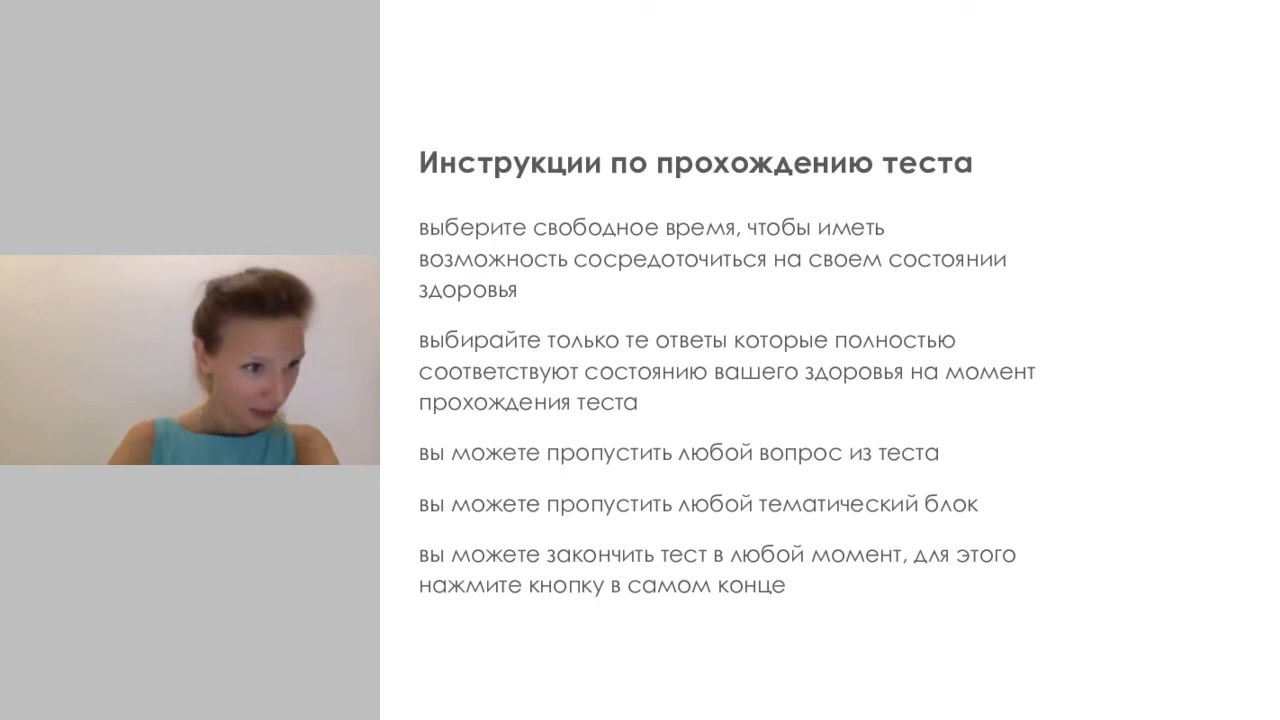 Инструкции по прохождению теста
выберите свободное время, чтобы иметь
возможность сосредоточиться на своем состоянии
здоровья
выбирайте только те ответы которые полностью
соответствуют состоянию вашего здоровья на момент
прохождения теста
вы можете пропустить любой вопрос из теста
вы можете пропустить любой тематический блок
вы можете закончить тест в любой момент, для этого
нажмите кнопку в самом конце